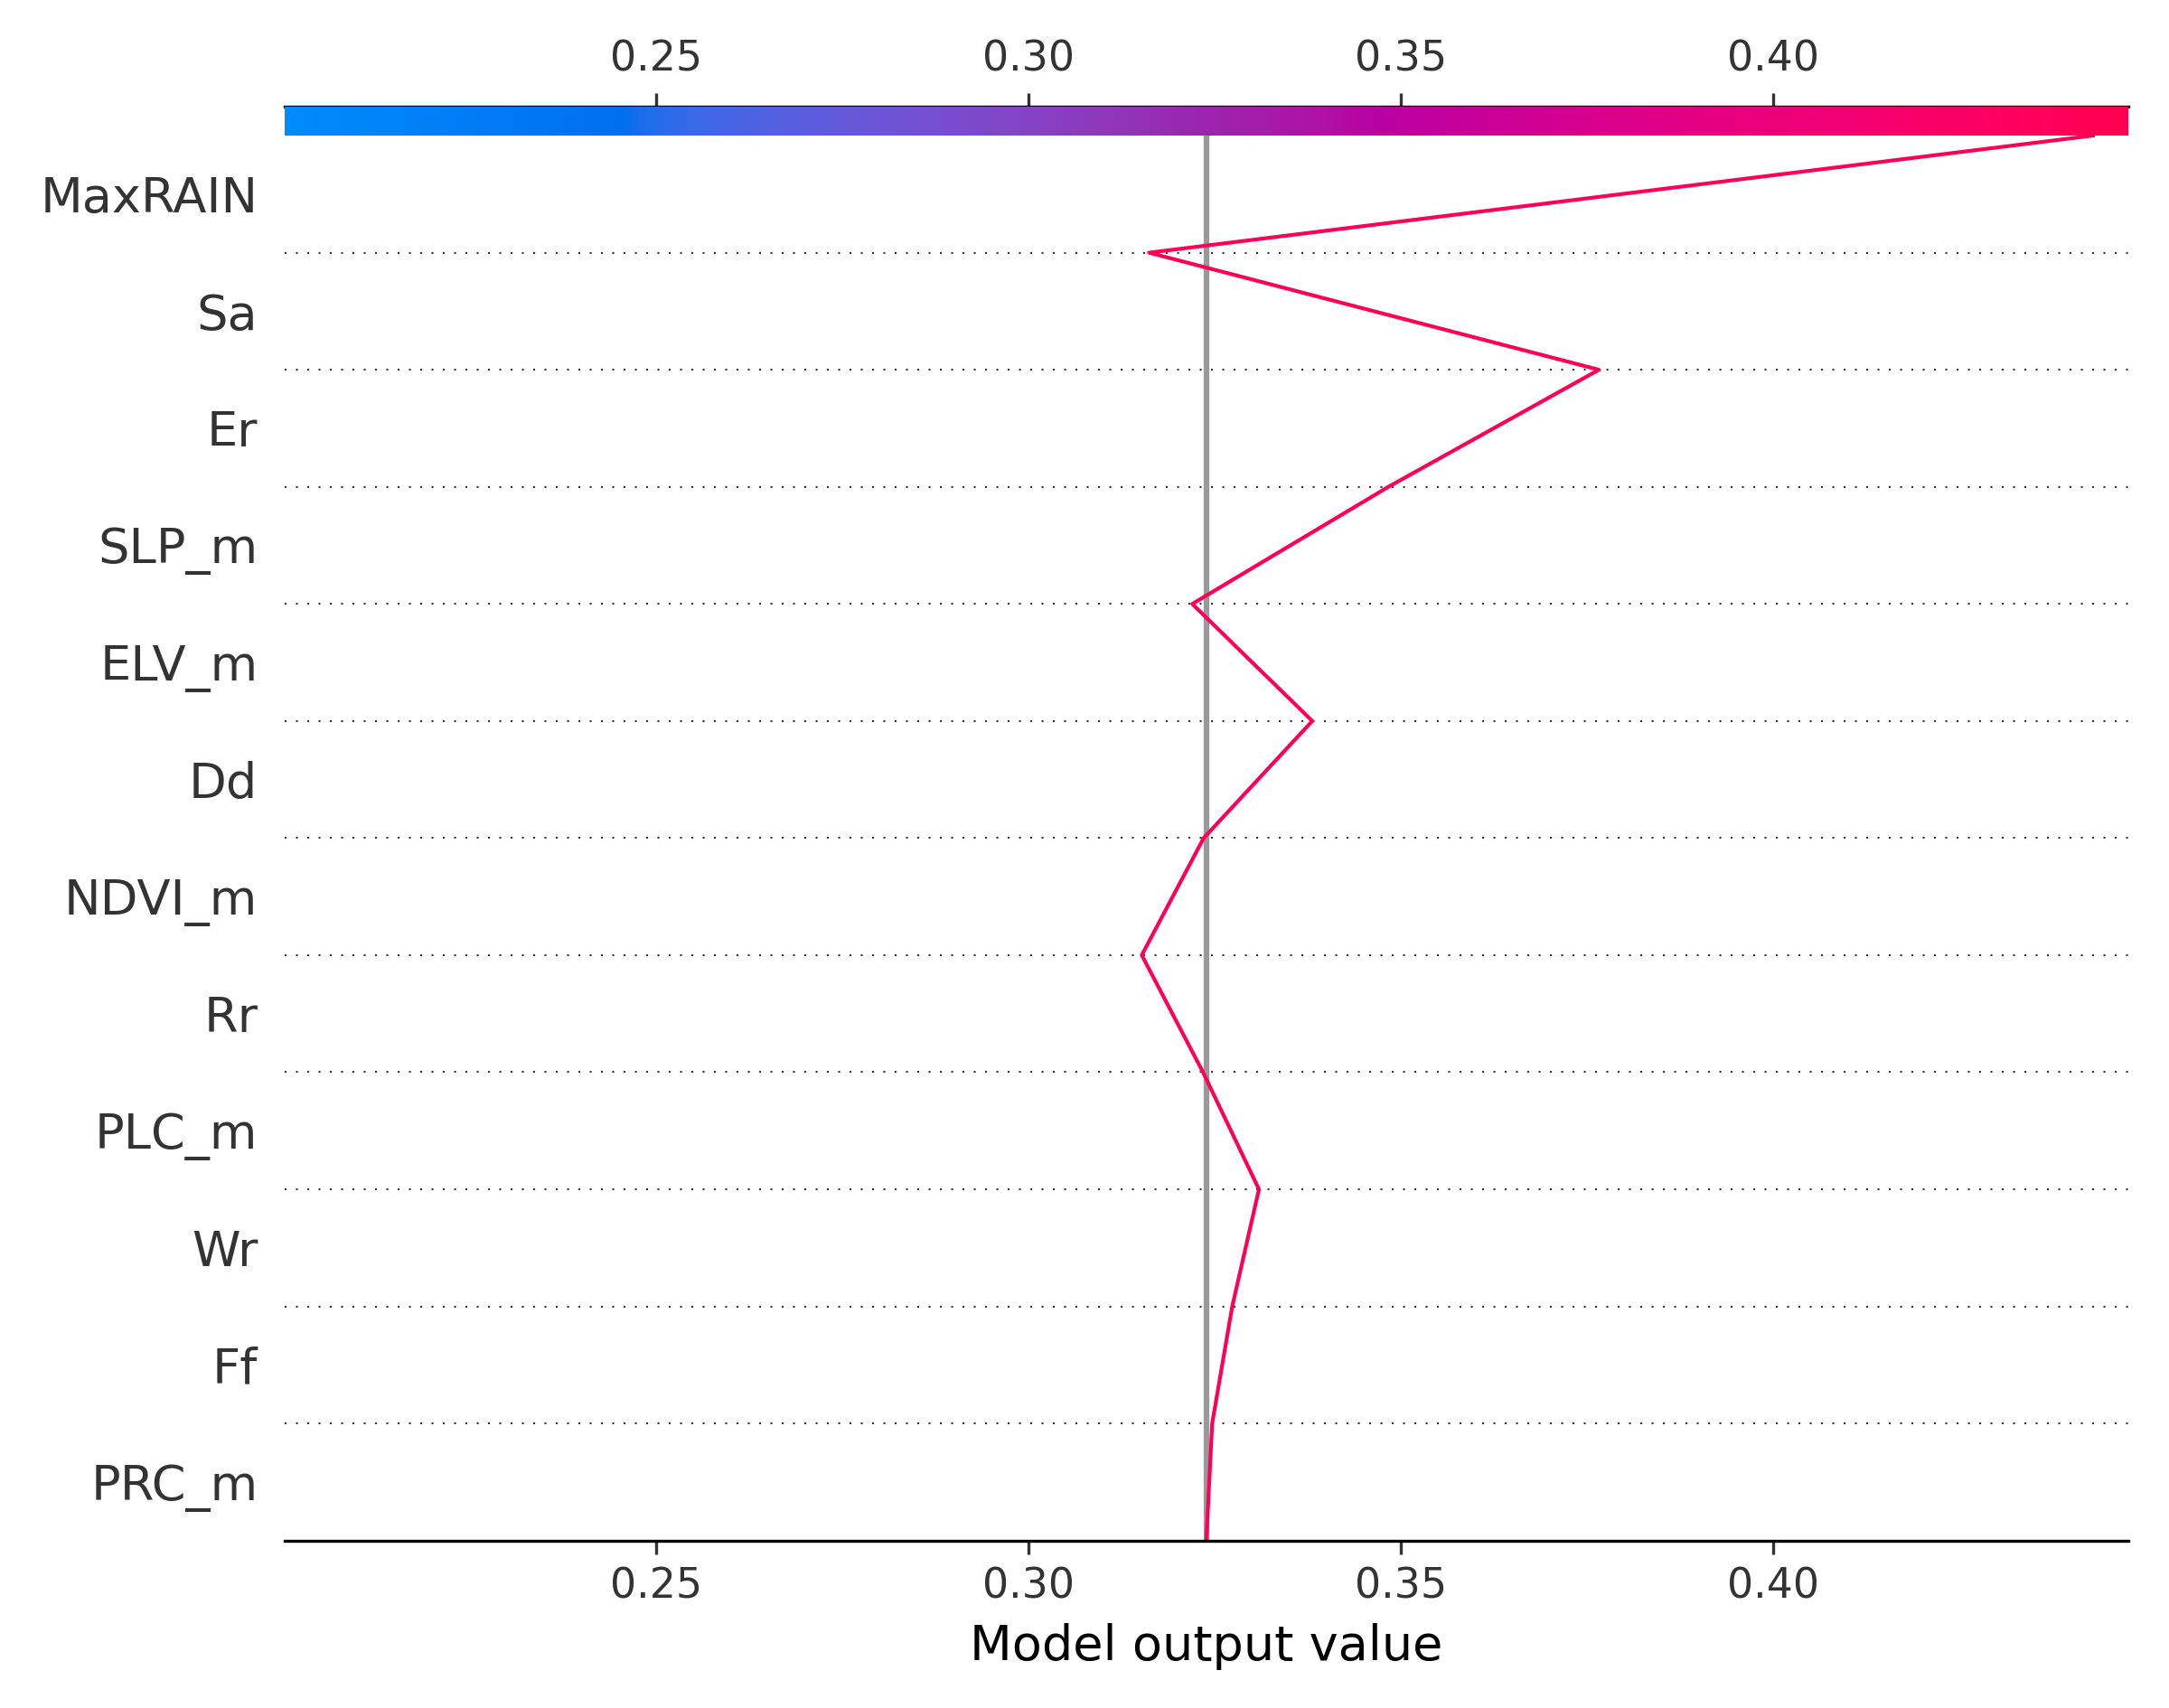 0.25 0.30 0.35 0.40
MaxRAIN
Sa
Er
SLP_m
ELV_m
Dd
NDVI_m
Rr
PLC_m
Wr
Ff
PRC_m
0.25 0.30 0.35 0.40
Model output value